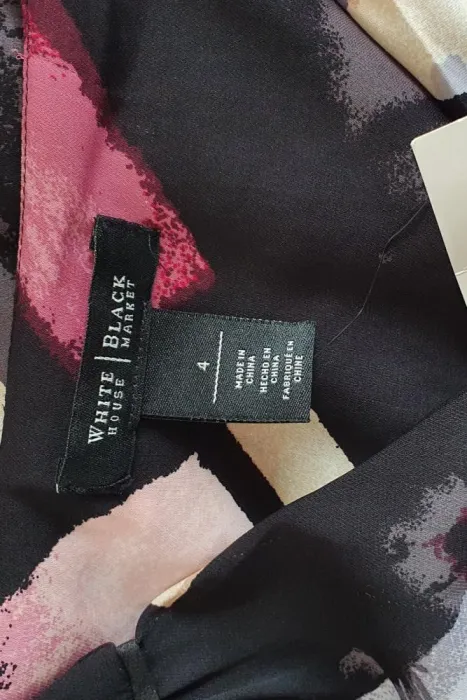 WHITE | BLACK
HOUSE MARKET
4
MADE IN
CHINA
HECHO EN
CHINA
FABRIQUÉ EN
CHINE